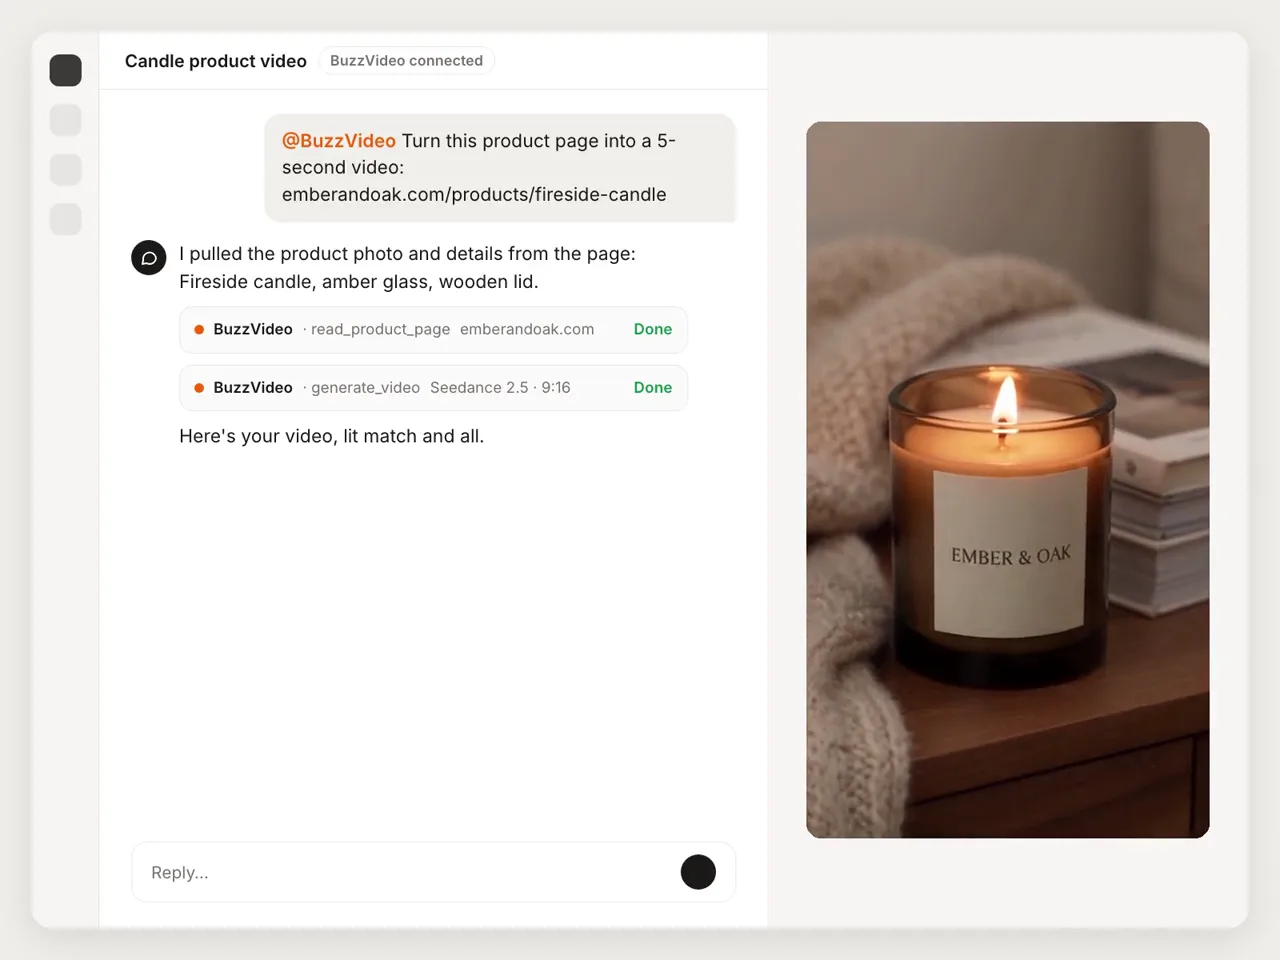 Candle product video
BuzzVideo connected
@BuzzVideo Turn this product page into a 5-
second video:
emberandoak.com/products/fireside-candle
I pulled the product photo and details from the page:
Fireside candle, amber glass, wooden lid.
BuzzVideo · read_product_page emberandoak.com Done
BuzzVideo · generate_video Seedance 2.5 · 9:16 Done
Here's your video, lit match and all.
Reply...
EMBER & OAK